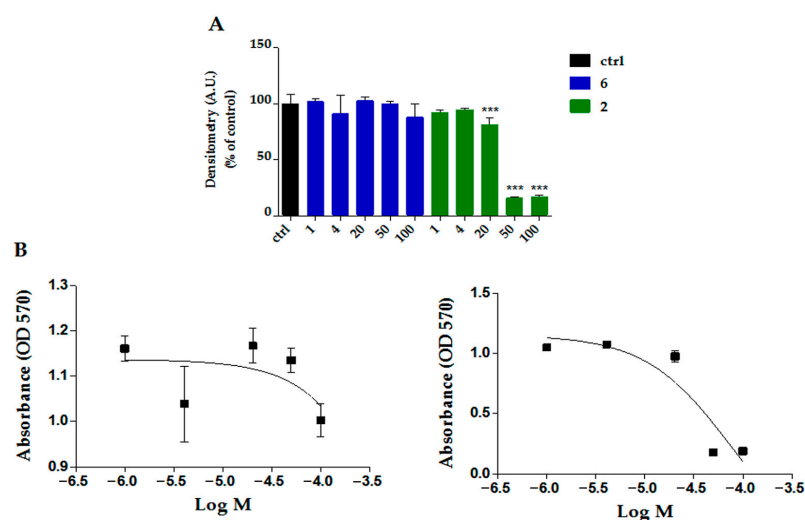 A
150
100
50
0
Densitometry (A.U.)
(% of control)
*** *** ***
ctrl 1 4 20 50 100 1 4 20 50 100
ctrl
6
2
B
1.3
1.2
1.1
1.0
0.9
Absorbance (OD 570)
−6.5 −6.0 −5.5 −5.0 −4.5 −4.0 −3.5
Log M
1.5
1.0
0.5
0.0
Absorbance (OD 570)
−6.5 −6.0 −5.5 −5.0 −4.5 −4.0 −3.5
Log M